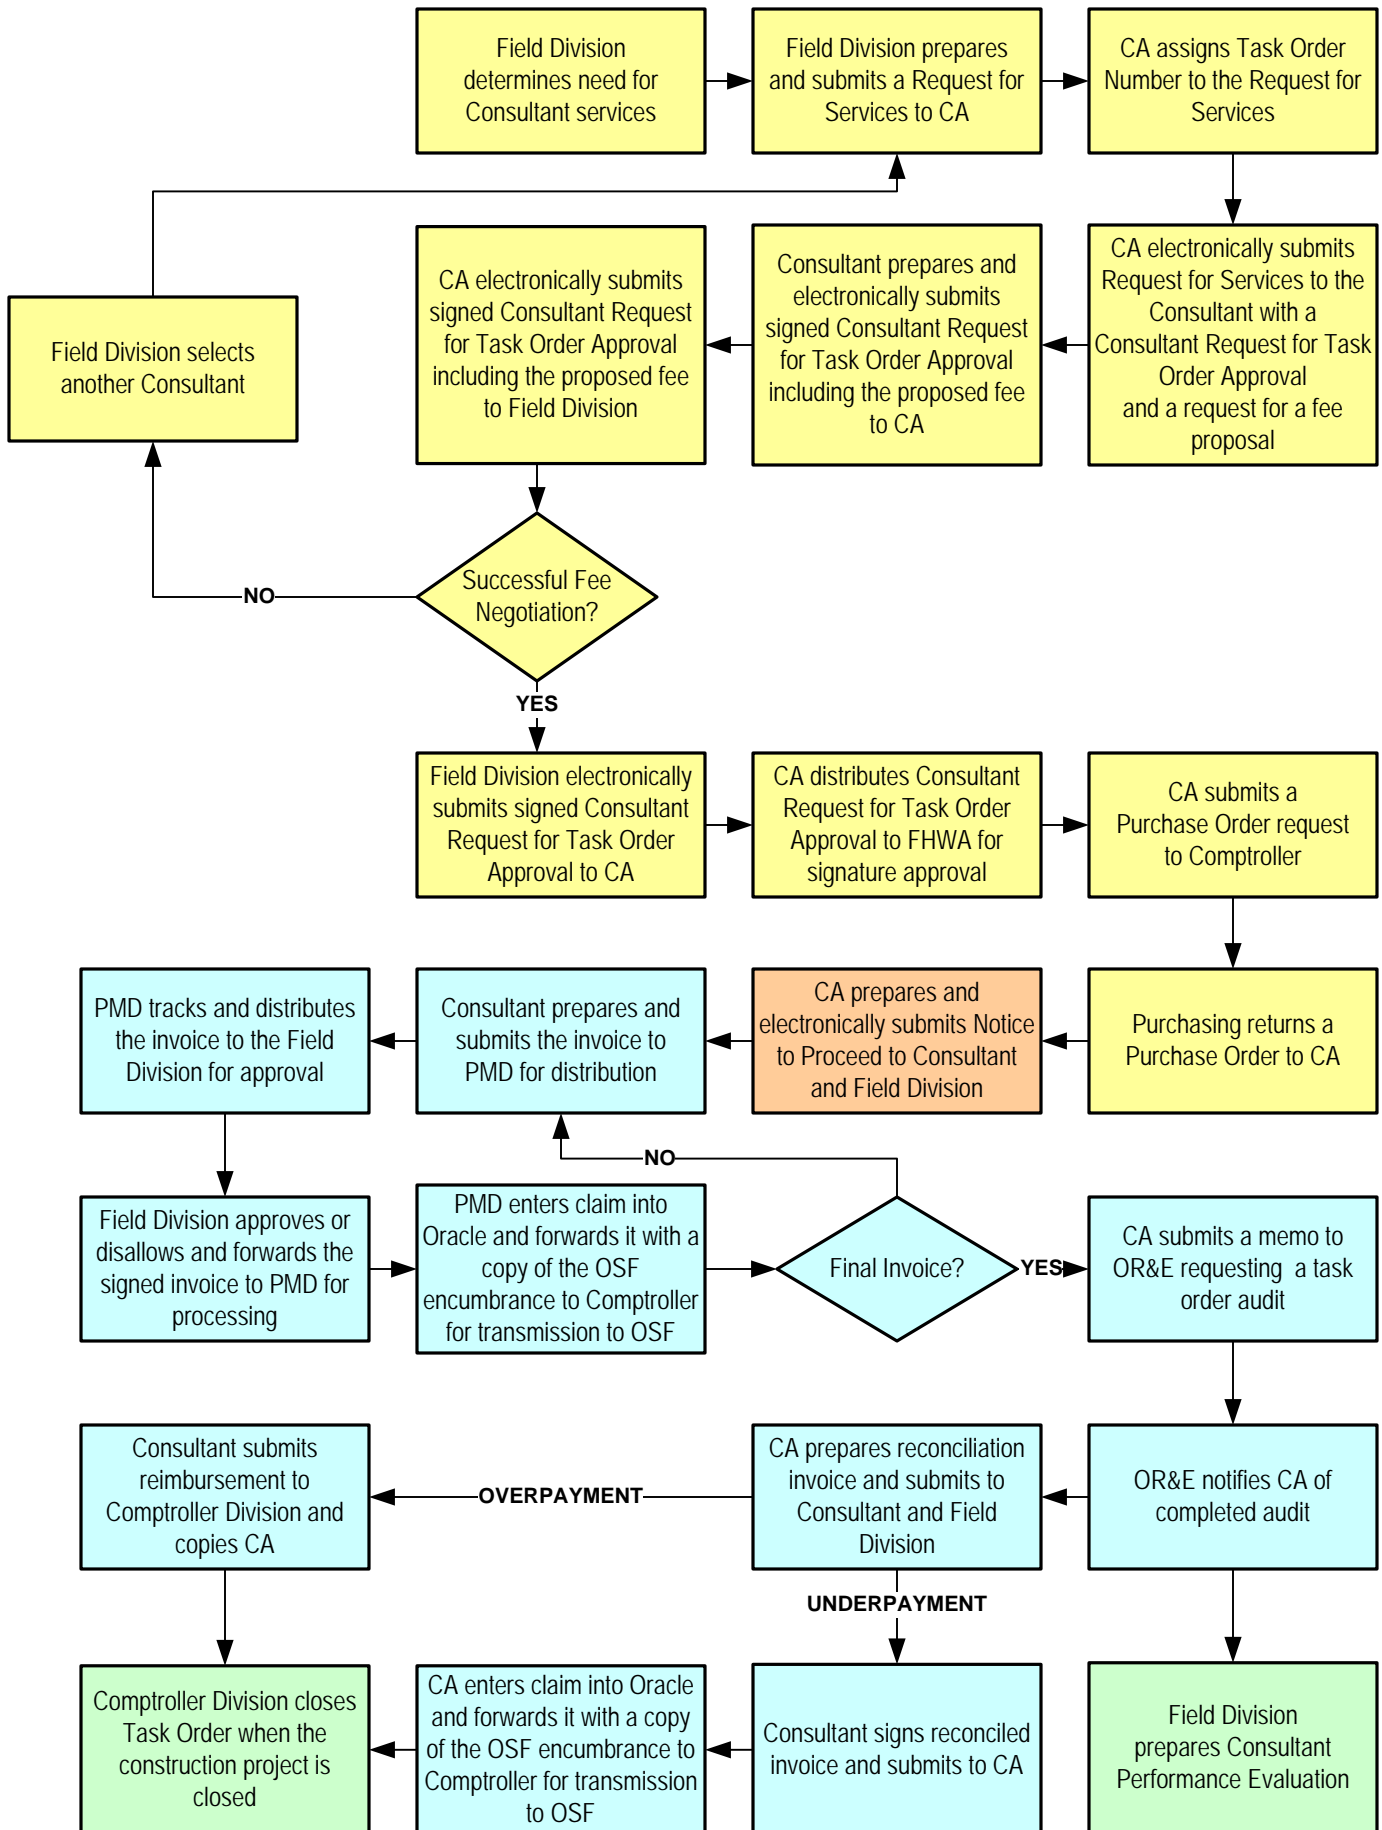 Field Division
determines need for
Consultant services
Field Division prepares
and submits a Request for
Services to CA
CA assigns Task Order
Number to the Request for
Services
CA electronically submits
Request for Services to the
Consultant with a
Consultant Request for Task
Order Approval
and a request for a fee
proposal
Consultant prepares and
electronically submits
signed Consultant Request
for Task Order Approval
including the proposed fee
to CA
CA electronically submits
signed Consultant Request
for Task Order Approval
including the proposed fee
to Field Division
Field Division selects
another Consultant
Successful Fee
Negotiation?
NO
YES
Field Division electronically
submits signed Consultant
Request for Task Order
Approval to CA
CA distributes Consultant
Request for Task Order
Approval to FHWA for
signature approval
CA submits a
Purchase Order request
to Comptroller
Purchasing returns a
Purchase Order to CA
CA prepares and
electronically submits Notice
to Proceed to Consultant
and Field Division
Consultant prepares and
submits the invoice to
PMD for distribution
PMD tracks and distributes
the invoice to the Field
Division for approval
Field Division approves or
disallows and forwards the
signed invoice to PMD for
processing
PMD enters claim into
Oracle and forwards it with a
copy of the OSF
encumbrance to Comptroller
for transmission to OSF
Final Invoice?
NO
YES
CA submits a memo to
OR&E requesting  a task
order audit
OR&E notifies CA of
completed audit
CA prepares reconciliation
invoice and submits to
Consultant and Field
Division
OVERPAYMENT
Consultant submits
reimbursement to
Comptroller Division and
copies CA
UNDERPAYMENT
Consultant signs reconciled
invoice and submits to CA
CA enters claim into Oracle
and forwards it with a copy
of the OSF encumbrance to
Comptroller for transmission
to OSF
Comptroller Division closes
Task Order when the
construction project is
closed
Field Division
prepares Consultant
Performance Evaluation